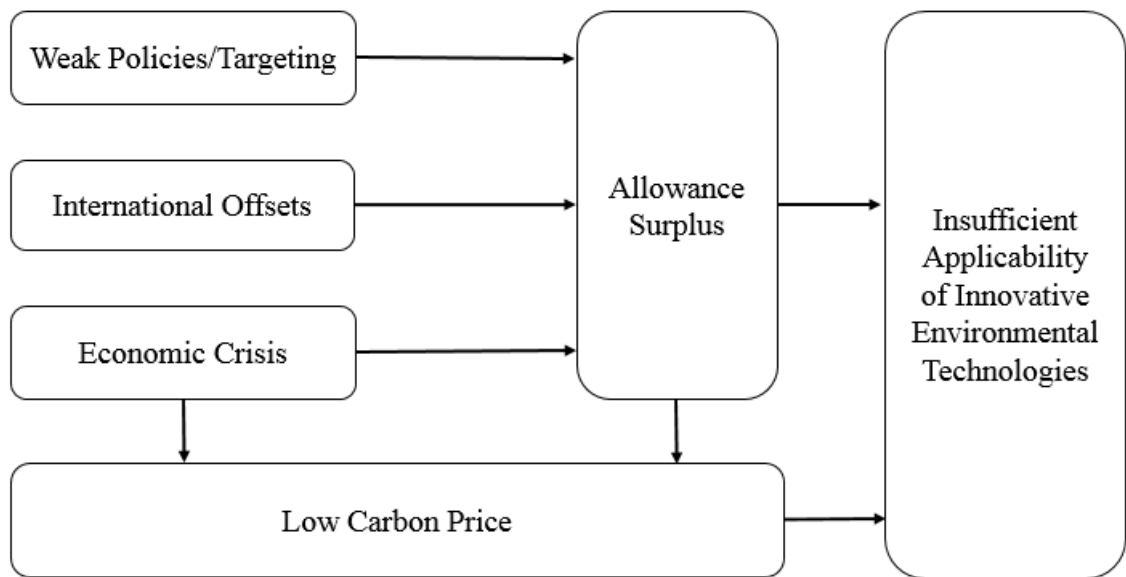 Weak Policies/Targeting
International Offsets
Economic Crisis
Allowance
Surplus
Low Carbon Price
Insufficient
Applicability
of Innovative
Environmental
Technologies